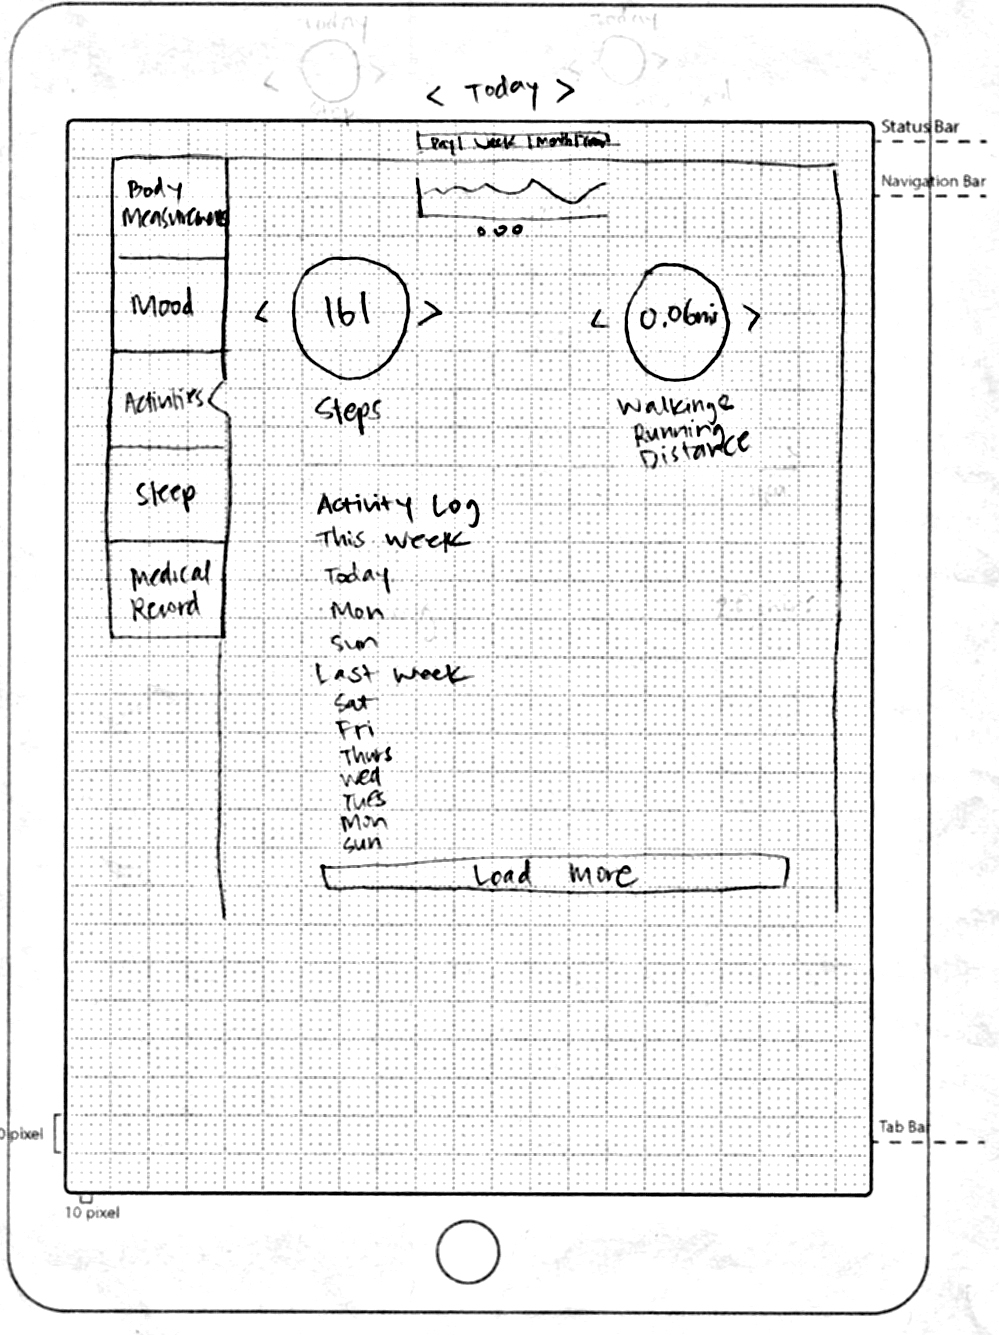 < Today >
Status Bar
Day Week Month
Navigation Bar
Body
Measurements
Mood
Activities
Sleep
Medical
Record
< 161 >
Steps
< 0.06mi >
Walking &
Running
Distance
Activity Log
This Week
Today
Mon
Sun
Last Week
Sat
Fri
Thurs
Wed
Tues
Mon
Sun
Load More
Tab Bar
0 pixel
10 pixel